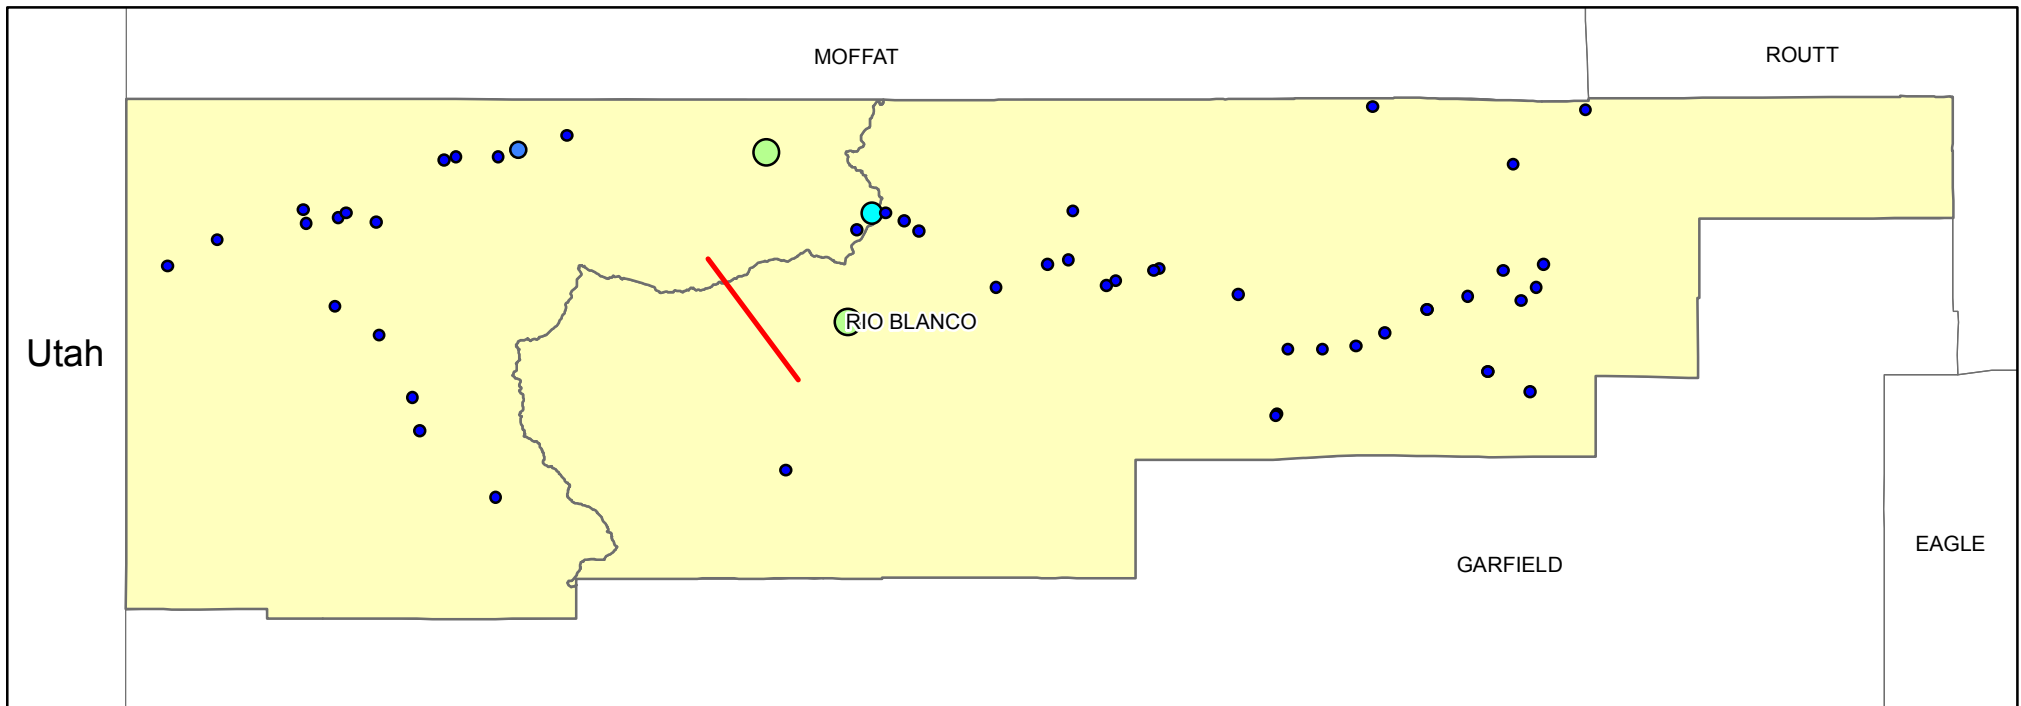 MOFFAT
ROUTT
RIO BLANCO
Utah
EAGLE
GARFIELD